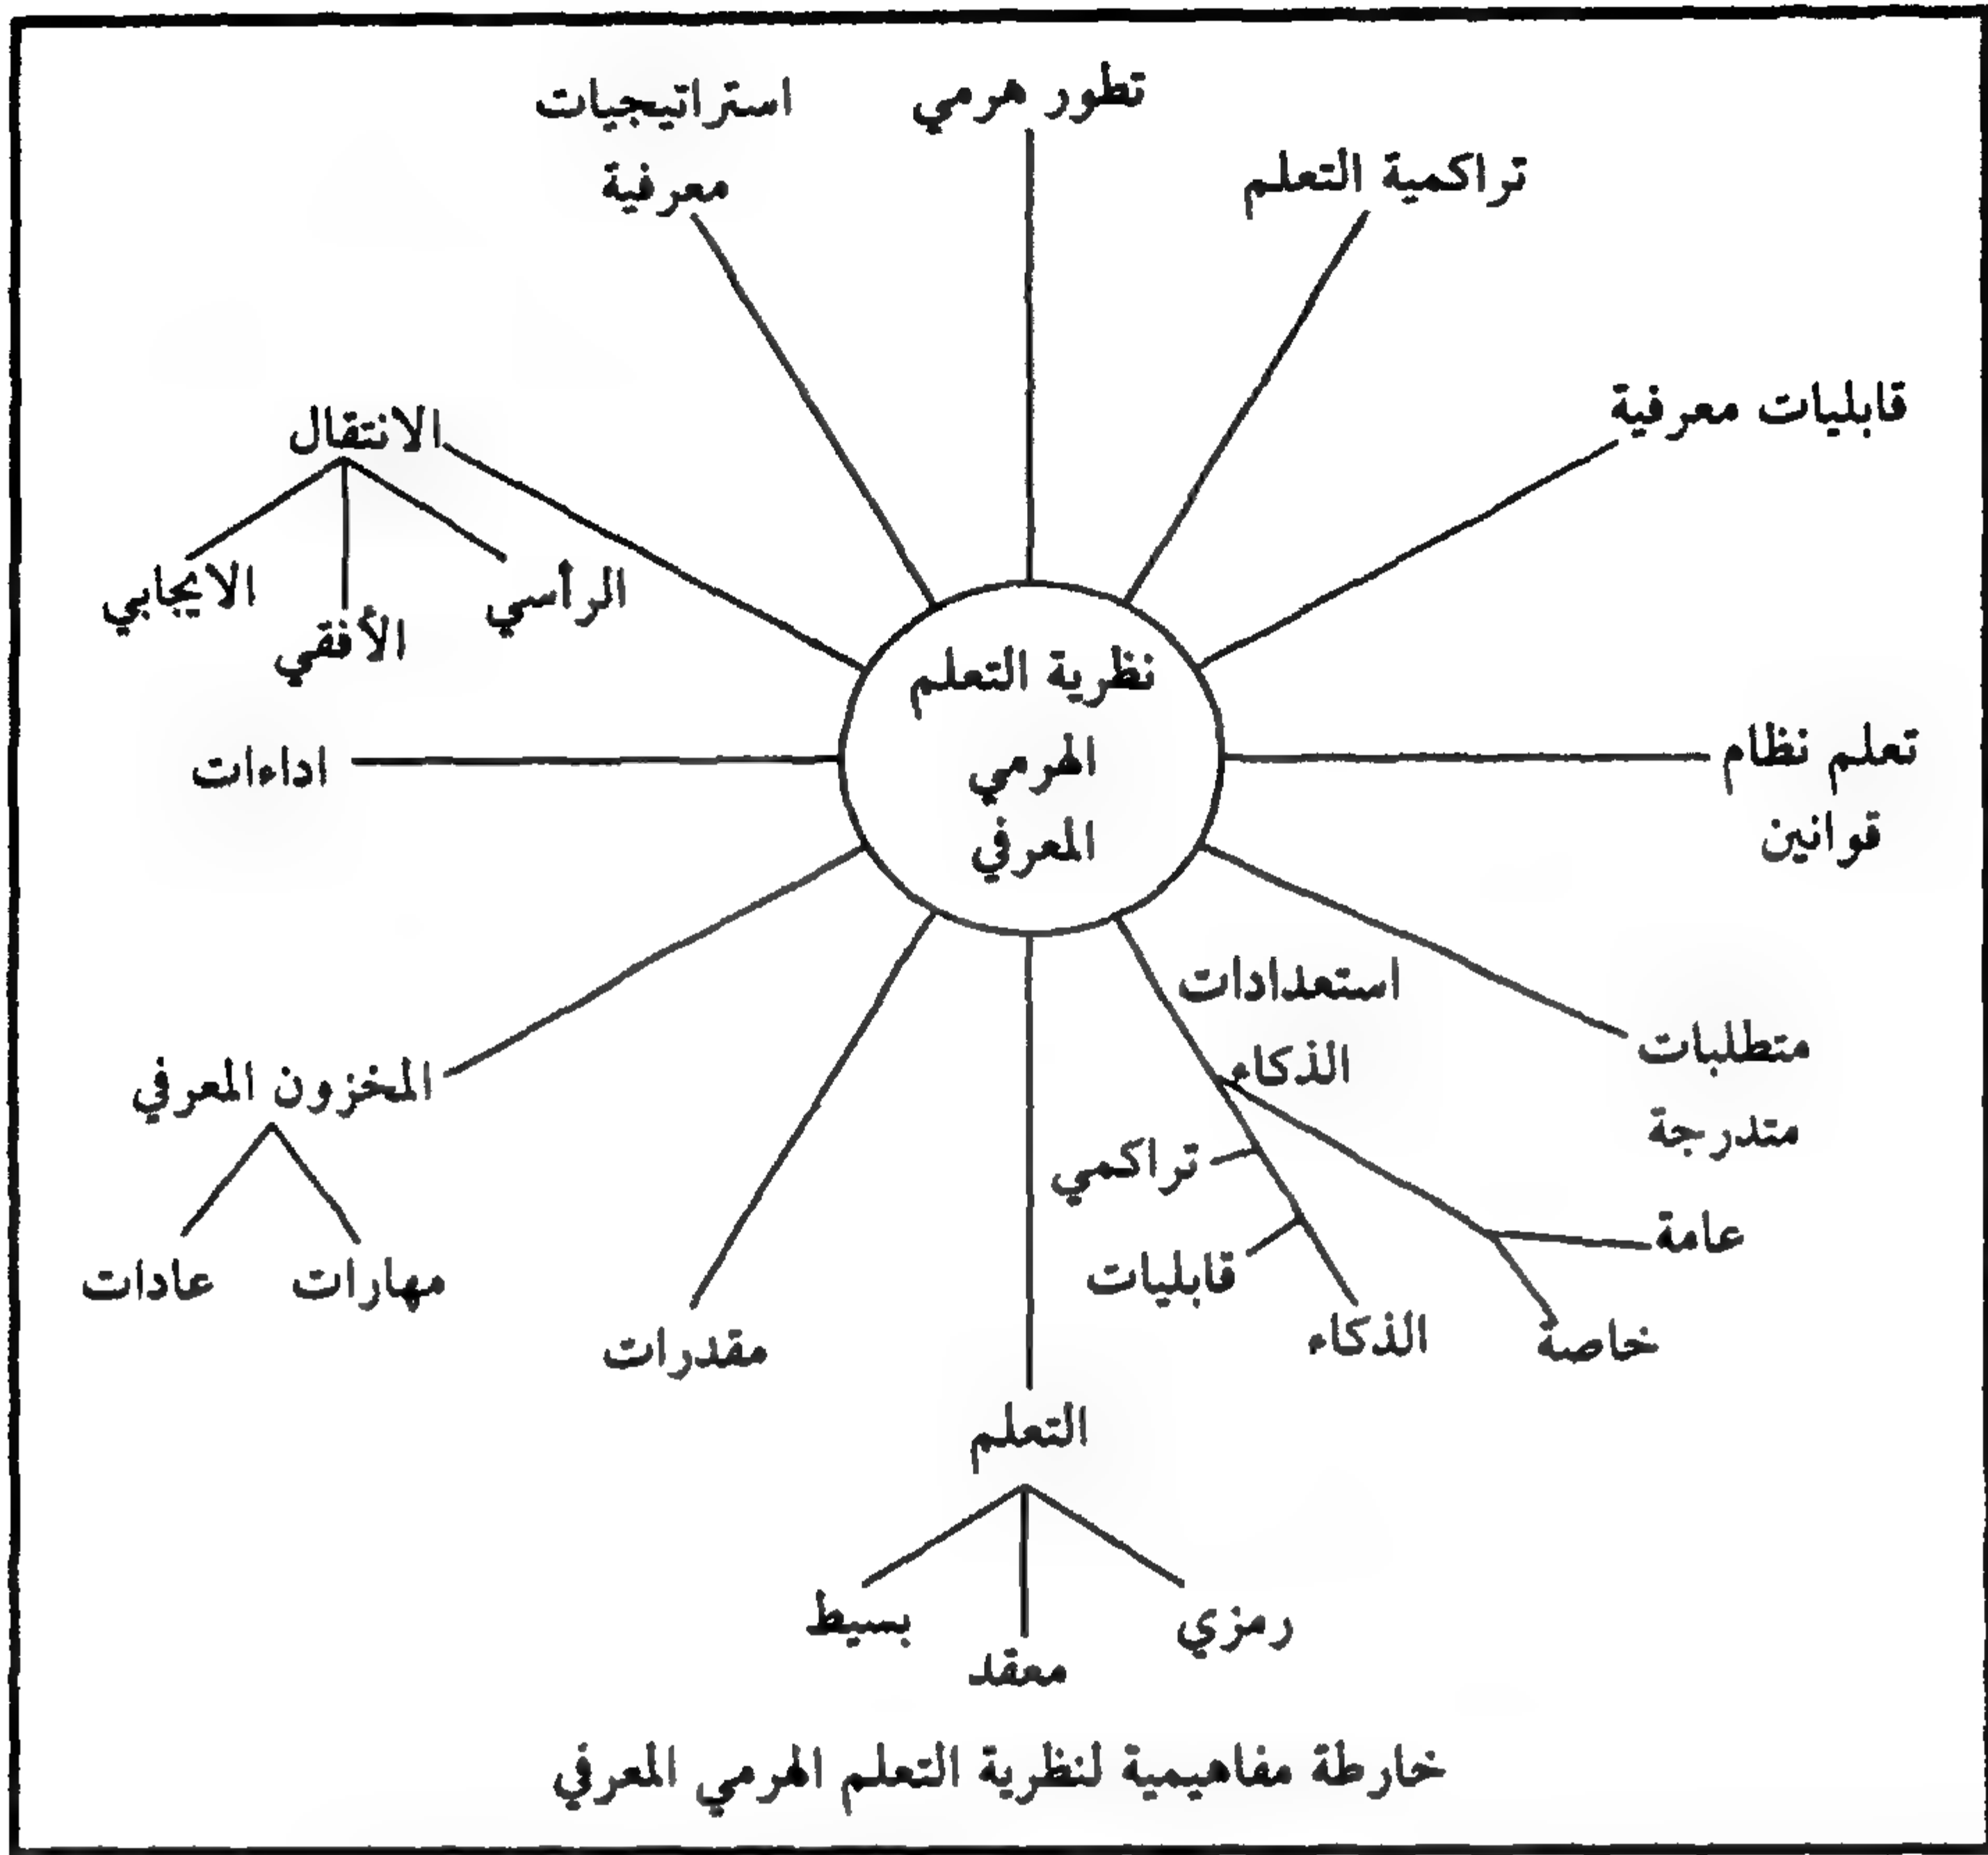 تطور هرمي
استراتيجيات
معرفية
تراكمية التعلم
قابليات معرفية
الانتقال
الرأسي
الأفقي
الايجابي
نظرية التعلم
الهرمي
المعرفي
تعلم نظام
قوانين
اداءات
استعدادات
الذكاء
متطلبات
متدرجة
المخزون المعرفي
تراكمي
عامة
قابليات
مهارات
عادات
خاصة
الذكاء
مقدرات
التعلم
رمزي
معقد
بسيط
خارطة مفاهيمية لنظرية التعلم الهرمي المعرفي